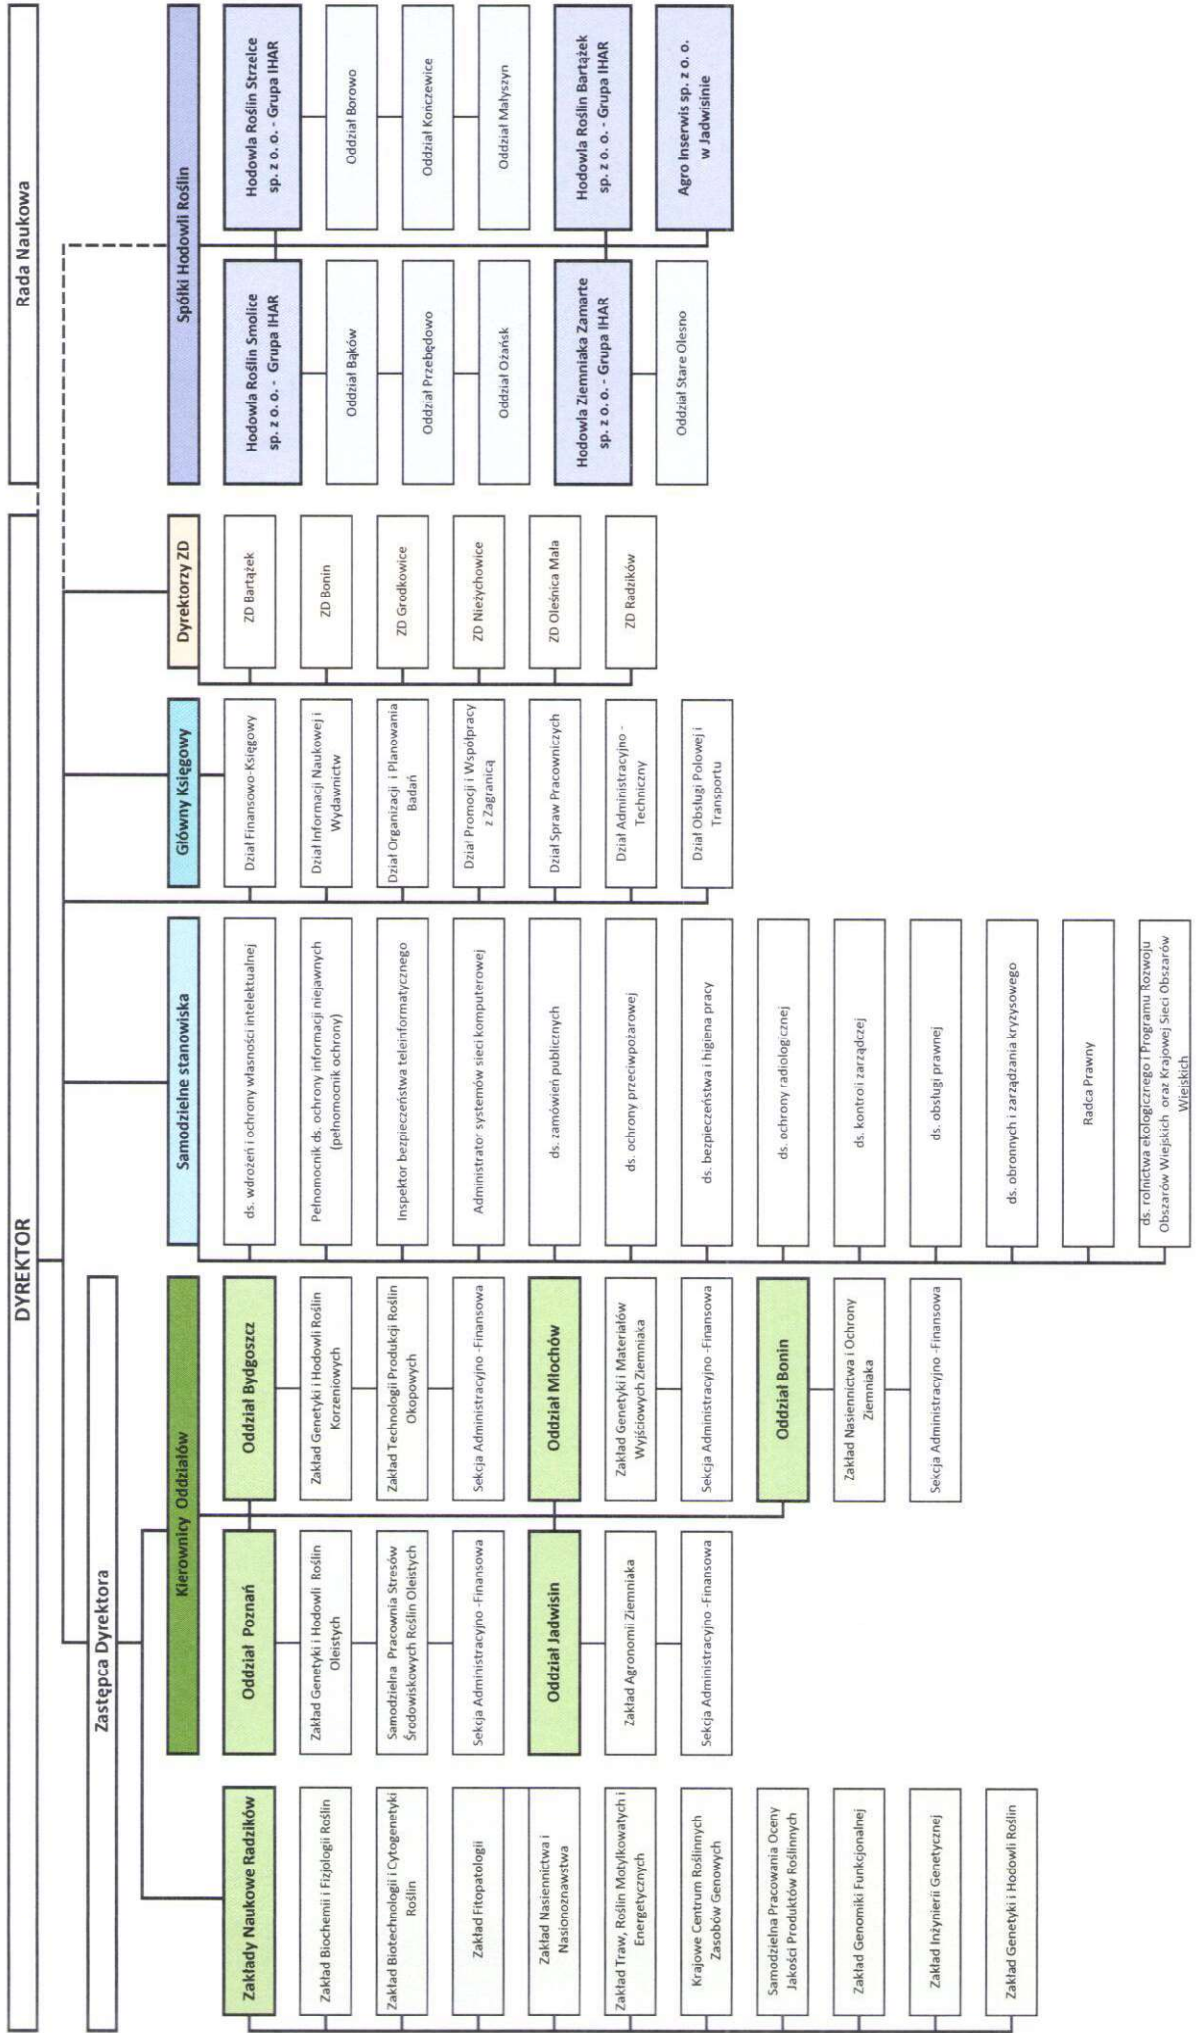 DYREKTOR
Rada Naukowa
Zastępca Dyrektora
Zakłady Naukowe Radzików
Zakład Biochemii i Fizjologii Roślin
Zakład Biotechnologii i Cytogenetyki
Roślin
Zakład Fitopatologii
Zakład Nasiennictwa i
Nasionoznawstwa
Zakład Traw, Roślin Motylkowatych i
Energetycznych
Krajowe Centrum Roślinnych
Zasobów Genowych
Samodzielna Pracowania Oceny
Jakości Produktów Roślinnych
Zakład Genomiki Funkcjonalnej
Zakład Inżynierii Genetycznej
Zakład Genetyki i Hodowli Roślin
Kierownicy Oddziałów
Oddział Poznań
Zakład Genetyki i Hodowli Roślin
Oleistych
Samodzielna Pracownia Stresów
Środowiskowych Roślin Oleistych
Sekcja Administracyjno -Finansowa
Oddział Jadwisin
Zakład Agronomii Ziemniaka
Sekcja Administracyjno -Finansowa
Oddział Bydgoszcz
Zakład Genetyki i Hodowli Roślin
Korzeniowych
Zakład Technologii Produkcji Roślin
Okopowych
Sekcja Administracyjno -Finansowa
Oddział Młochów
Zakład Genetyki i Materiałów
Wyjściowych Ziemniaka
Sekcja Administracyjno -Finansowa
Oddział Bonin
Zakład Nasiennictwa i Ochrony
Ziemniaka
Sekcja Administracyjno -Finansowa
Samodzielne stanowiska
ds. wdrożeń i ochrony własności intelektualnej
Pełnomocnik ds. ochrony informacji niejawnych
(pełnomocnik ochrony)
Inspektor bezpieczeństwa teleinformatycznego
Administrator systemów sieci komputerowej
ds. zamówień publicznych
ds. ochrony przeciwpożarowej
ds. bezpieczeństwa i higiena pracy
ds. ochrony radiologicznej
ds. kontroli zarządczej
ds. obsługi prawnej
ds. obronnych i zarządzania kryzysowego
Radca Prawny
ds. rolnictwa ekologicznego i Programu Rozwoju
Obszarów Wiejskich oraz Krajowej Sieci Obszarów
Wiejskich
Główny Księgowy
Dział Finansowo-Księgowy
Dział Informacji Naukowej i
Wydawnictw
Dział Organizacji i Planowania
Badań
Dział Promocji i Współpracy
z Zagranicą
Dział Spraw Pracowniczych
Dział Administracyjno -
Techniczny
Dział Obsługi Polowej i
Transportu
Dyrektorzy ZD
ZD Bartążek
ZD Bonin
ZD Grodkowice
ZD Nieżychowice
ZD Oleśnica Mała
ZD Radzików
Spółki Hodowli Roślin
Hodowla Roślin Smolice
sp. z o. o. - Grupa IHAR
Oddział Bąków
Oddział Przebędowo
Oddział Ożańsk
Hodowla Ziemniaka Zamarte
sp. z o. o. - Grupa IHAR
Oddział Stare Olesno
Hodowla Roślin Strzelce
sp. z o. o. - Grupa IHAR
Oddział Borowo
Oddział Kończewice
Oddział Małyszyn
Hodowla Roślin Bartążek
sp. z o. o. - Grupa IHAR
Agro Inserwis sp. z o. o.
w Jadwisinie